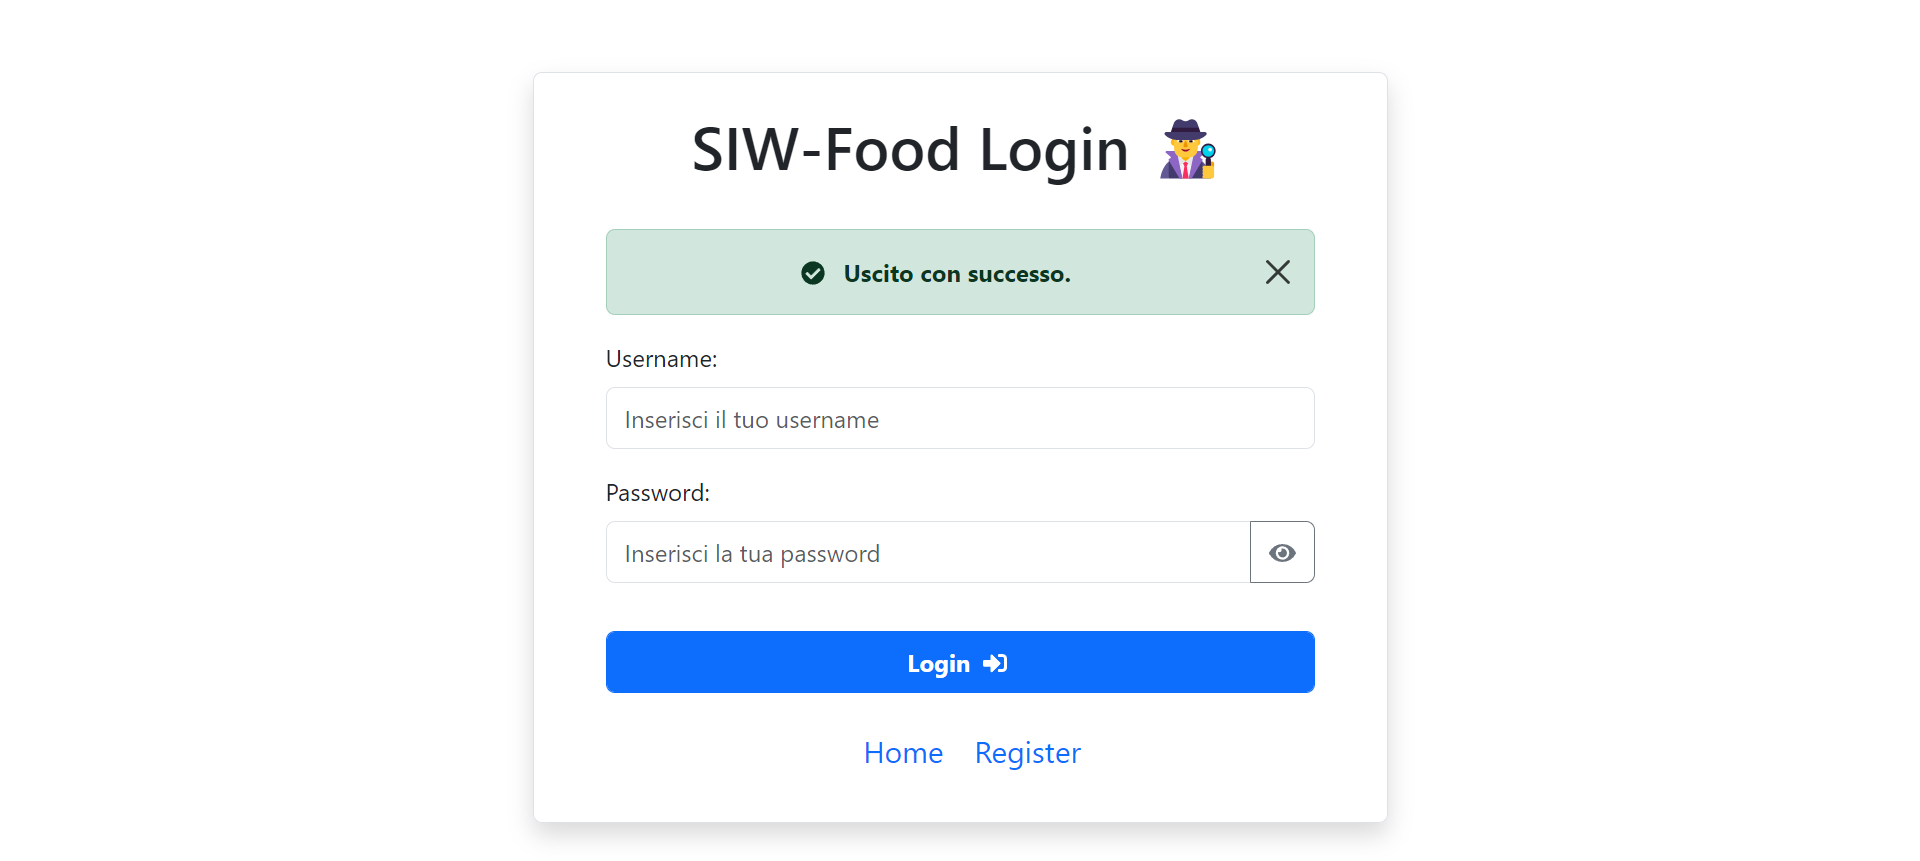 SIW-Food Login
Uscito con successo.
Username:
Inserisci il tuo username
Password:
Inserisci la tua password
Login
Home Register